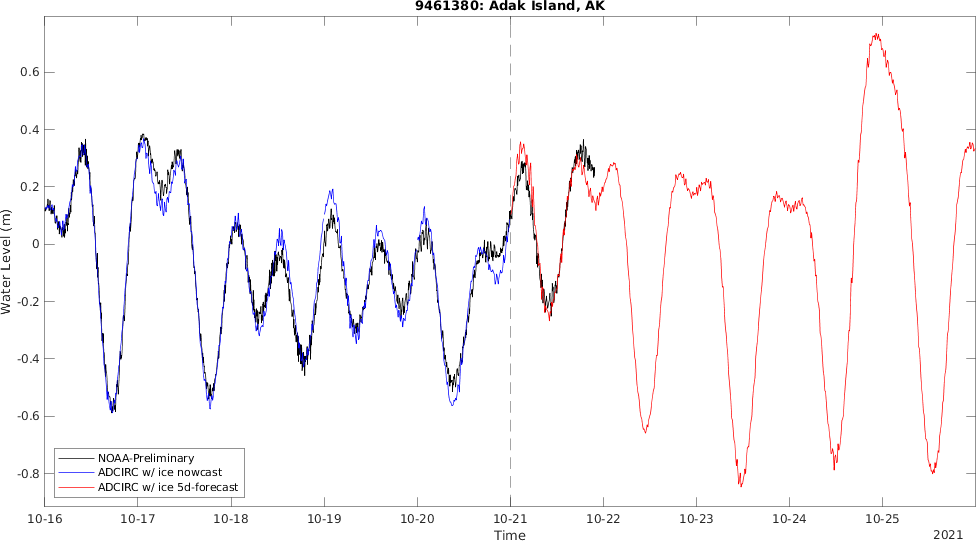 9461380: Adak Island, AK
Water Level (m)
0.6
0.4
0.2
0
-0.2
-0.4
-0.6
-0.8
NOAA-Preliminary
ADCIRC w/ ice nowcast
ADCIRC w/ ice 5d-forecast
10-16 10-17 10-18 10-19 10-20 10-21 10-22 10-23 10-24 10-25
Time
2021